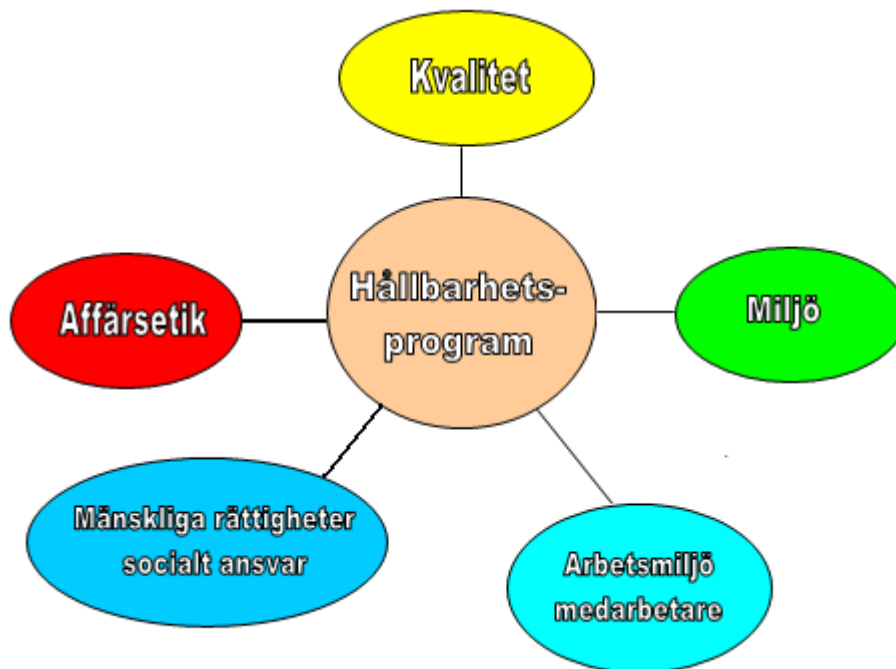 Kvalitet
Affärsetik
Hållbarhets-
program
Miljö
Mänskliga rättigheter
socialt ansvar
Arbetsmiljö
medarbetare